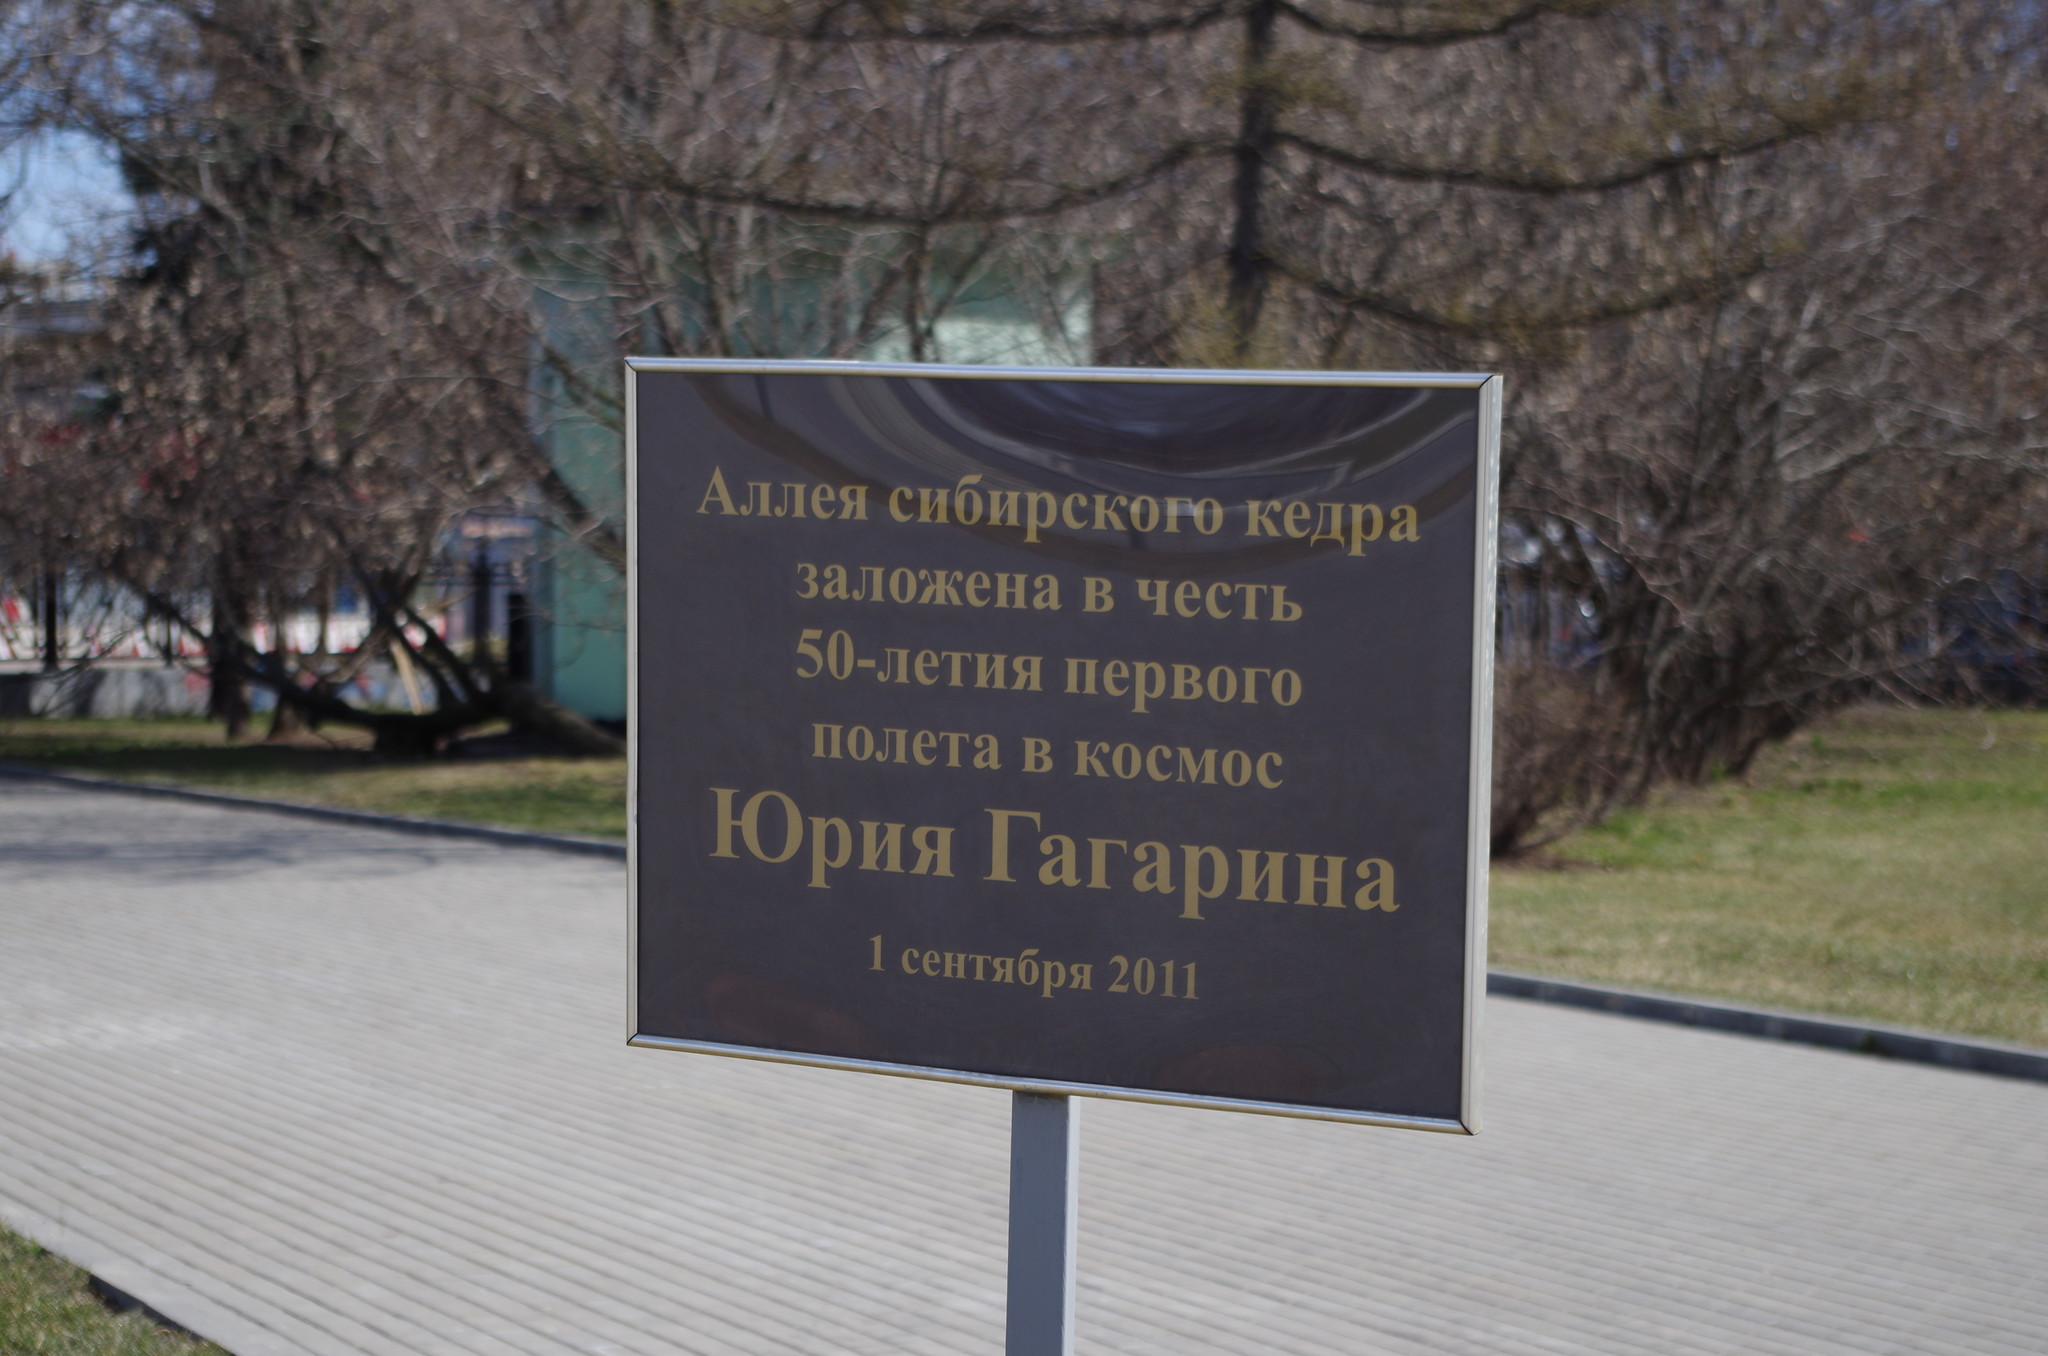 Аллея сибирского кедра
заложена в честь
50-летия первого
полета в космос
Юрия Гагарина
1 сентября 2011